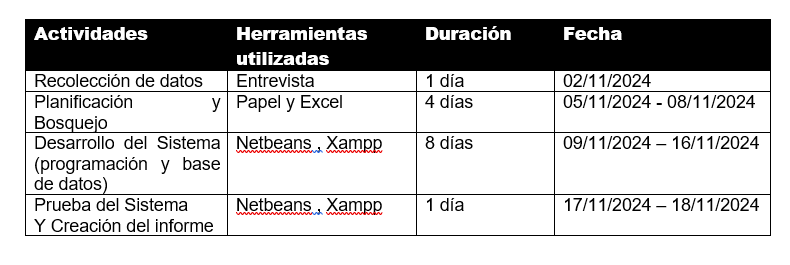 Actividades Herramientas utilizadas Duración Fecha
Recolección de datos Entrevista 1 día 02/11/2024
Planificación y Bosquejo Papel y Excel 4 días 05/11/2024 - 08/11/2024
Desarrollo del Sistema (programación y base de datos) Netbeans , Xampp 8 días 09/11/2024 – 16/11/2024
Prueba del Sistema Y Creación del informe Netbeans , Xampp 1 día 17/11/2024 – 18/11/2024